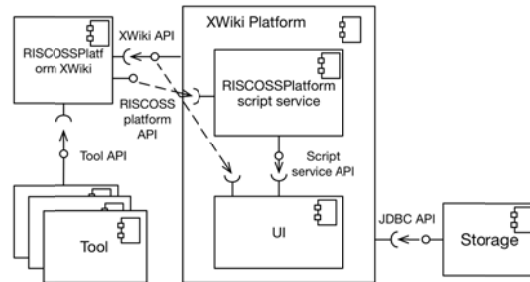 XWiki Platform
RISCOSSPlatf
orm XWiki
XWiki API
RISCOSSPlatform
script service
RISCOSS
platform
API
Tool API
Script
service API
JDBC API
UI
Tool
Storage